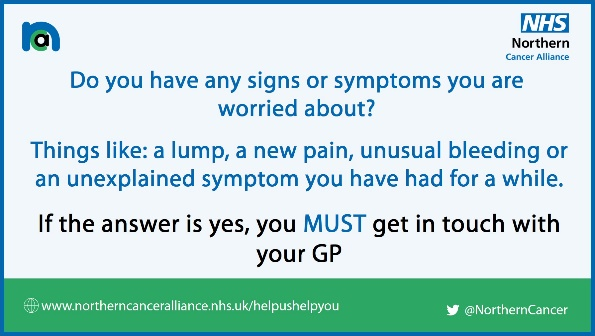 NHS
Northern
Cancer Alliance
Do you have any signs or symptoms you are
worried about?
Things like: a lump, a new pain, unusual bleeding or
an unexplained symptom you have had for a while.
If the answer is yes, you MUST get in touch with
your GP
www.northerncanceralliance.nhs.uk/helpushelpyou
@NorthernCancer